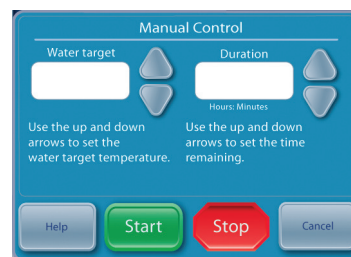 Manual Control
Water target
Duration
Hours: Minutes
Use the up and down
arrows to set the
water target temperature.
Use the up and down
arrows to set the time
remaining.
Help
Start
Stop
Cancel